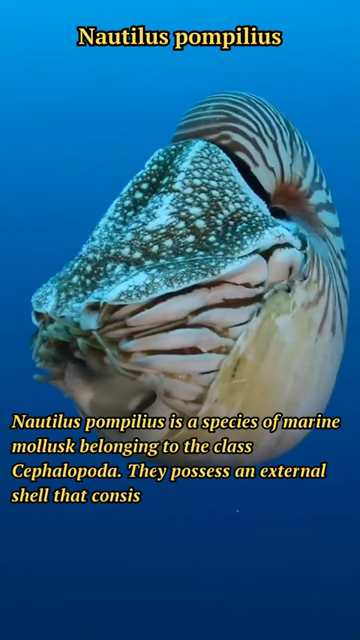 Nautilus pompilius
Nautilus pompilius is a species of marine
mollusk belonging to the class
Cephalopoda. They possess an external
shell that consis